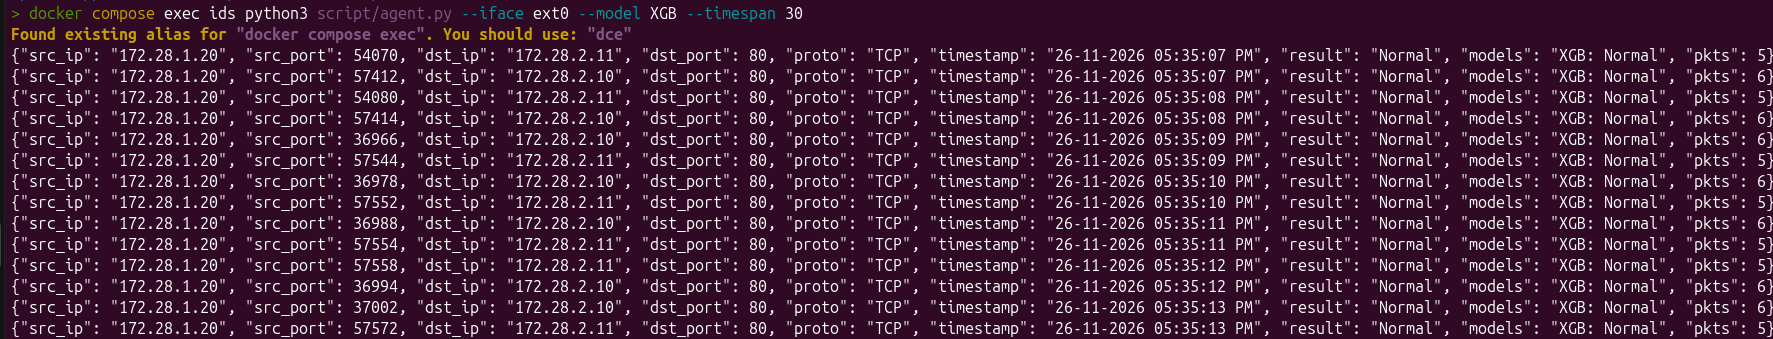 > docker compose exec ids python3 script/agent.py --iface ext0 --model XGB --timespan 30
Found existing alias for "docker compose exec". You should use: "dce"
{"src_ip": "172.28.1.20", "src_port": 54070, "dst_ip": "172.28.2.11", "dst_port": 80, "proto": "TCP", "timestamp": "26-11-2026 05:35:07 PM", "result": "Normal", "models": "XGB: Normal", "pkts": 5}
{"src_ip": "172.28.1.20", "src_port": 57412, "dst_ip": "172.28.2.10", "dst_port": 80, "proto": "TCP", "timestamp": "26-11-2026 05:35:07 PM", "result": "Normal", "models": "XGB: Normal", "pkts": 6}
{"src_ip": "172.28.1.20", "src_port": 54080, "dst_ip": "172.28.2.11", "dst_port": 80, "proto": "TCP", "timestamp": "26-11-2026 05:35:08 PM", "result": "Normal", "models": "XGB: Normal", "pkts": 5}
{"src_ip": "172.28.1.20", "src_port": 57414, "dst_ip": "172.28.2.10", "dst_port": 80, "proto": "TCP", "timestamp": "26-11-2026 05:35:08 PM", "result": "Normal", "models": "XGB: Normal", "pkts": 6}
{"src_ip": "172.28.1.20", "src_port": 36966, "dst_ip": "172.28.2.10", "dst_port": 80, "proto": "TCP", "timestamp": "26-11-2026 05:35:09 PM", "result": "Normal", "models": "XGB: Normal", "pkts": 6}
{"src_ip": "172.28.1.20", "src_port": 57544, "dst_ip": "172.28.2.11", "dst_port": 80, "proto": "TCP", "timestamp": "26-11-2026 05:35:09 PM", "result": "Normal", "models": "XGB: Normal", "pkts": 5}
{"src_ip": "172.28.1.20", "src_port": 36978, "dst_ip": "172.28.2.10", "dst_port": 80, "proto": "TCP", "timestamp": "26-11-2026 05:35:10 PM", "result": "Normal", "models": "XGB: Normal", "pkts": 6}
{"src_ip": "172.28.1.20", "src_port": 57552, "dst_ip": "172.28.2.11", "dst_port": 80, "proto": "TCP", "timestamp": "26-11-2026 05:35:10 PM", "result": "Normal", "models": "XGB: Normal", "pkts": 5}
{"src_ip": "172.28.1.20", "src_port": 36988, "dst_ip": "172.28.2.10", "dst_port": 80, "proto": "TCP", "timestamp": "26-11-2026 05:35:11 PM", "result": "Normal", "models": "XGB: Normal", "pkts": 6}
{"src_ip": "172.28.1.20", "src_port": 57554, "dst_ip": "172.28.2.11", "dst_port": 80, "proto": "TCP", "timestamp": "26-11-2026 05:35:11 PM", "result": "Normal", "models": "XGB: Normal", "pkts": 5}
{"src_ip": "172.28.1.20", "src_port": 57558, "dst_ip": "172.28.2.11", "dst_port": 80, "proto": "TCP", "timestamp": "26-11-2026 05:35:12 PM", "result": "Normal", "models": "XGB: Normal", "pkts": 5}
{"src_ip": "172.28.1.20", "src_port": 36994, "dst_ip": "172.28.2.10", "dst_port": 80, "proto": "TCP", "timestamp": "26-11-2026 05:35:12 PM", "result": "Normal", "models": "XGB: Normal", "pkts": 6}
{"src_ip": "172.28.1.20", "src_port": 37002, "dst_ip": "172.28.2.10", "dst_port": 80, "proto": "TCP", "timestamp": "26-11-2026 05:35:13 PM", "result": "Normal", "models": "XGB: Normal", "pkts": 6}
{"src_ip": "172.28.1.20", "src_port": 57572, "dst_ip": "172.28.2.11", "dst_port": 80, "proto": "TCP", "timestamp": "26-11-2026 05:35:13 PM", "result": "Normal", "models": "XGB: Normal", "pkts": 5}